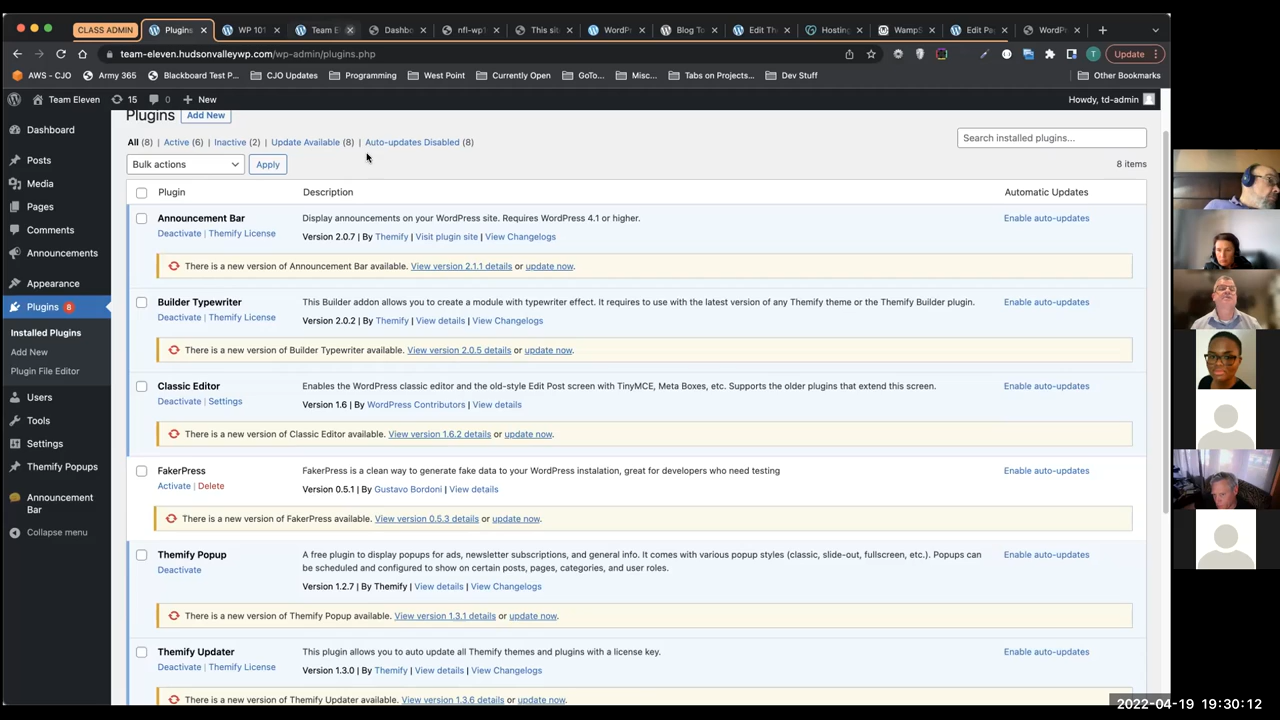 CLASS ADMIN
Plugins
WP 101
Team E
Dashbo
nfl-wp1
This sit
WordPr
Blog To
Edit Th
Hosting
WampS
Edit Pa
WordPr
team-eleven.hudsonvalleywp.com/wp-admin/plugins.php
T
Update
AWS - CJO
Army 365
Blackboard Test P...
CJO Updates
Programming
West Point
Currently Open
GoTo...
Misc...
Tabs on Projects...
Dev Stuff
Other Bookmarks
Team Eleven
15
0
New
Howdy, td-admin
Dashboard
Posts
Media
Pages
Comments
Announcements
Appearance
Plugins 8
Installed Plugins
Add New
Plugin File Editor
Users
Tools
Settings
Themify Popups
Announcement
Bar
Collapse menu
Plugins
Add New
All (8) | Active (6) | Inactive (2) | Update Available (8) | Auto-updates Disabled (8)
Search installed plugins...
Bulk actions
Apply
8 items
Plugin
Description
Automatic Updates
Announcement Bar
Display announcements on your WordPress site. Requires WordPress 4.1 or higher.
Enable auto-updates
Deactivate | Themify License
Version 2.0.7 | By Themify | Visit plugin site | View Changelogs
There is a new version of Announcement Bar available. View version 2.1.1 details or update now.
Builder Typewriter
This Builder addon allows you to create a module with typewriter effect. It requires to use with the latest version of any Themify theme or the Themify Builder plugin.
Enable auto-updates
Deactivate | Themify License
Version 2.0.2 | By Themify | View details | View Changelogs
There is a new version of Builder Typewriter available. View version 2.0.5 details or update now.
Classic Editor
Enables the WordPress classic editor and the old-style Edit Post screen with TinyMCE, Meta Boxes, etc. Supports the older plugins that extend this screen.
Enable auto-updates
Deactivate | Settings
Version 1.6 | By WordPress Contributors | View details
There is a new version of Classic Editor available. View version 1.6.2 details or update now.
FakerPress
FakerPress is a clean way to generate fake data to your WordPress instalation, great for developers who need testing
Enable auto-updates
Activate | Delete
Version 0.5.1 | By Gustavo Bordoni | View details
There is a new version of FakerPress available. View version 0.5.3 details or update now.
Themify Popup
A free plugin to display popups for ads, newsletter subscriptions, and general info. It comes with various popup styles (classic, slide-out, fullscreen, etc.). Popups
Enable auto-updates
Deactivate
can be scheduled and configured to show on certain posts, pages, categories, and user roles.
Version 1.2.7 | By Themify | View details | View Changelogs
There is a new version of Themify Popup available. View version 1.3.1 details or update now.
Themify Updater
This plugin allows you to auto update all Themify themes and plugins with a license key.
Enable auto-updates
Deactivate | Themify License
Version 1.3.0 | By Themify | View details | View Changelogs
There is a new version of Themify Updater available. View version 1.3.6 details or update now.
2022-04-19 19:30:12